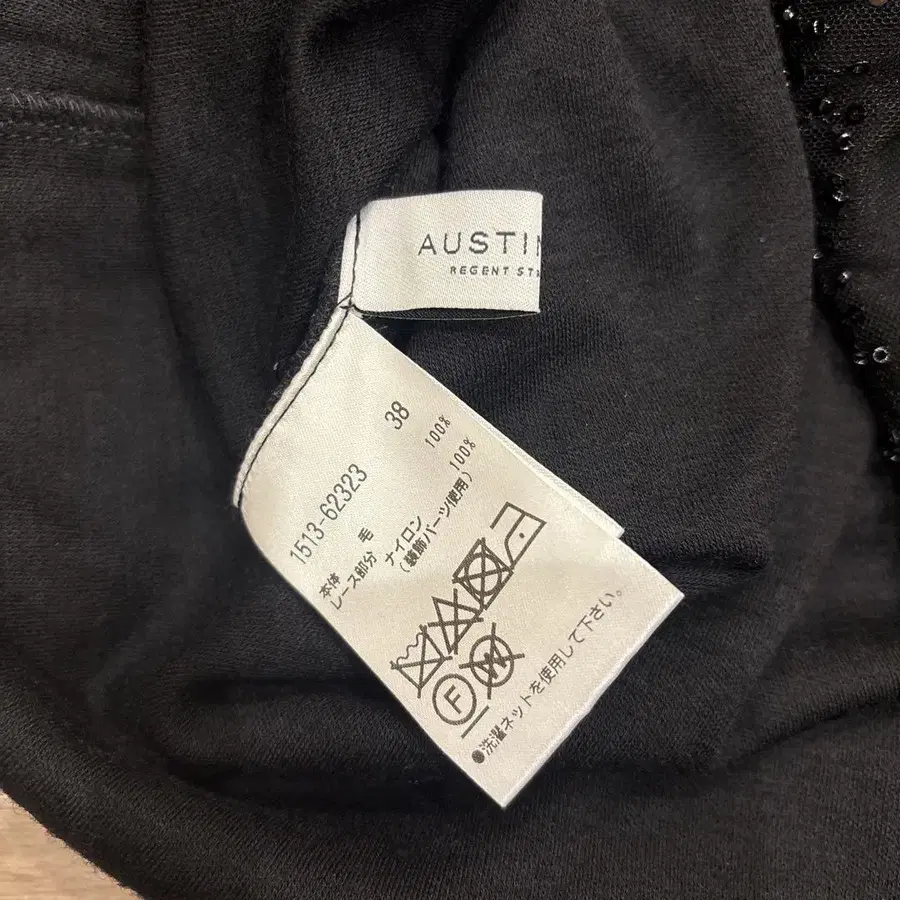 AUSTIN
REGENT ST
38
1513-62323
本体 毛 100%
レース部分 ナイロン 100%
(装飾パーツ使用)
F W
●洗濯ネットを使用して下さい。